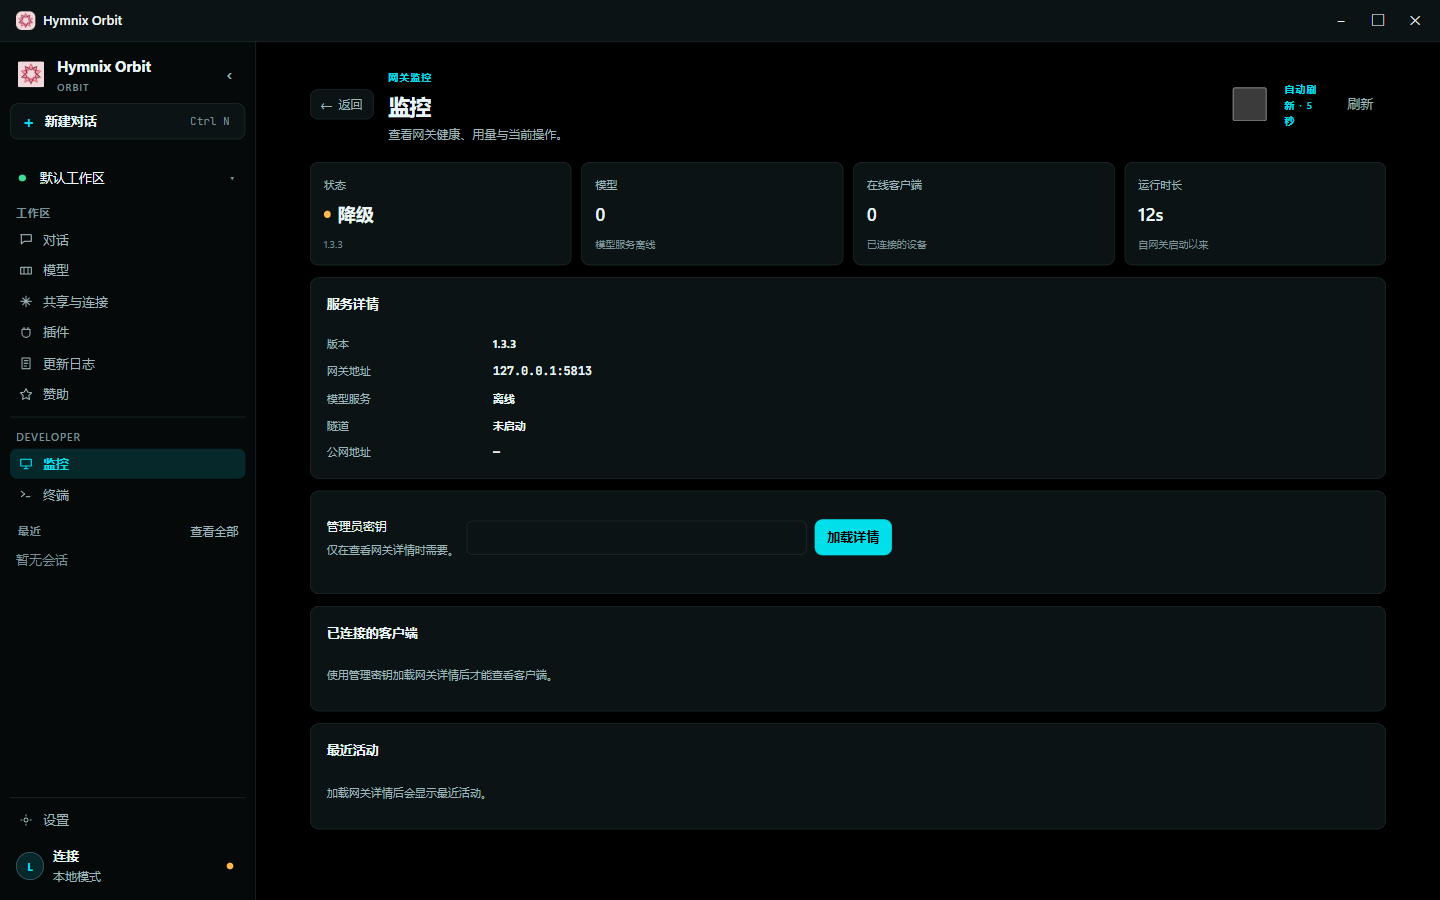 Hymnix Orbit
Hymnix Orbit
ORBIT
新建对话
Ctrl N
默认工作区
工作区
对话
模型
共享与连接
插件
更新日志
赞助
DEVELOPER
监控
终端
最近
查看全部
暂无会话
设置
L
连接
本地模式
← 返回
网关监控
监控
查看网关健康、用量与当前操作。
自动刷
新 · 5
秒
刷新
状态
降级
1.3.3
模型
0
模型服务离线
在线客户端
0
已连接的设备
运行时长
12s
自网关启动以来
服务详情
版本
1.3.3
网关地址
127.0.0.1:5813
模型服务
离线
隧道
未启动
公网地址
—
管理员密钥
仅在查看网关详情时需要。
加载详情
已连接的客户端
使用管理密钥加载网关详情后才能查看客户端。
最近活动
加载网关详情后会显示最近活动。